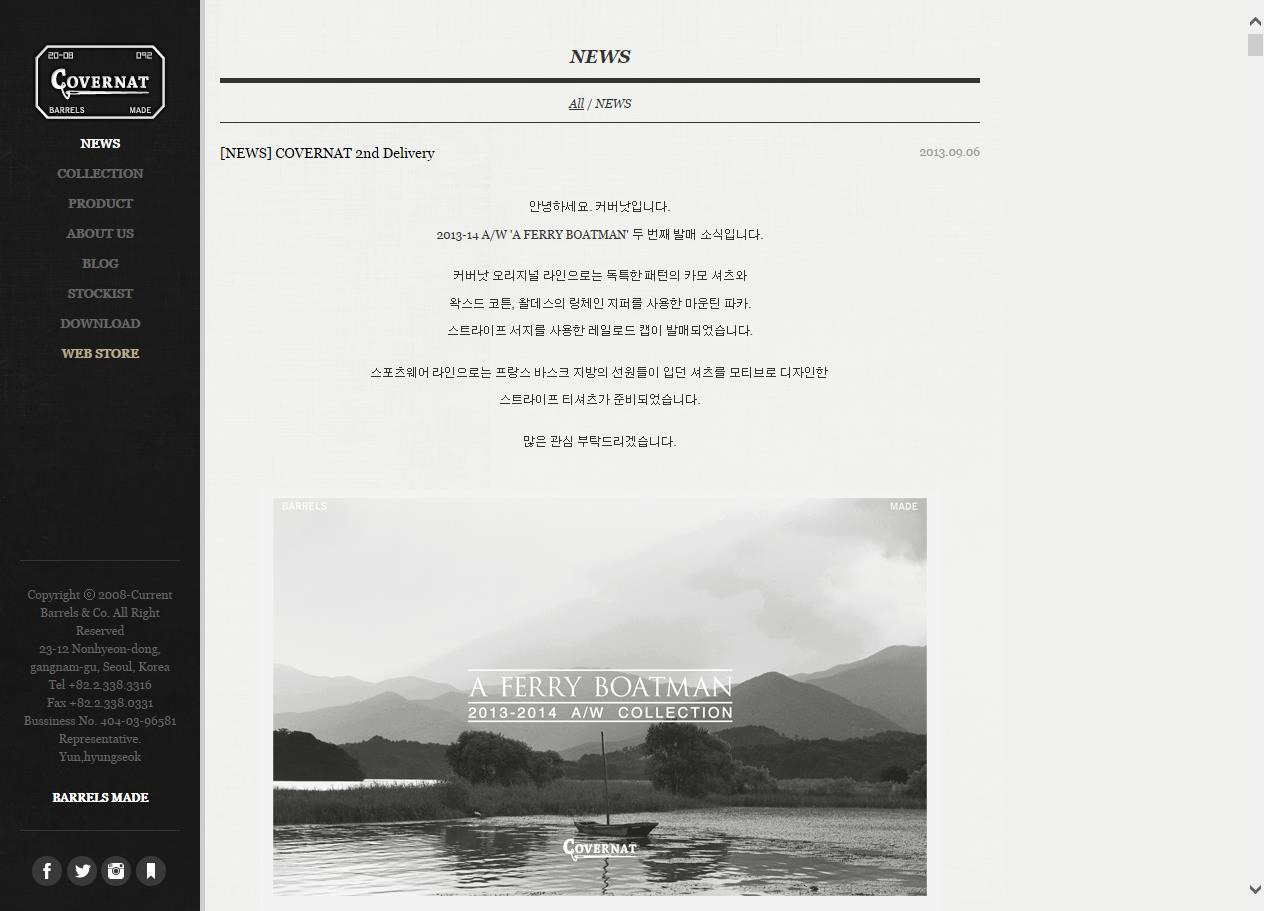 20-08 092
COVERNAT
BARRELS MADE
NEWS
COLLECTION
PRODUCT
ABOUT US
BLOG
STOCKIST
DOWNLOAD
WEB STORE
Copyright ⓒ 2008-Current
Barrels & Co. All Right
Reserved
23-12 Nonhyeon-dong,
gangnam-gu, Seoul, Korea
Tel +82.2.338.3316
Fax +82.2.338.0331
Bussiness No. 404-03-96581
Representative.
Yun,hyungseok
BARRELS MADE
NEWS
All / NEWS
[NEWS] COVERNAT 2nd Delivery 2013.09.06
안녕하세요. 커버낫입니다.
2013-14 A/W 'A FERRY BOATMAN' 두 번째 발매 소식입니다.
커버낫 오리지널 라인으로는 독특한 패턴의 카모 셔츠와
왁스드 코튼, 왈데스의 링체인 지퍼를 사용한 마운틴 파카.
스트라이프 서지를 사용한 레일로드 캡이 발매되었습니다.
스포츠웨어 라인으로는 프랑스 바스크 지방의 선원들이 입던 셔츠를 모티브로 디자인한
스트라이프 티셔츠가 준비되었습니다.
많은 관심 부탁드리겠습니다.
BARRELS MADE
A FERRY BOATMAN
2013-2014 A/W COLLECTION
COVERNAT